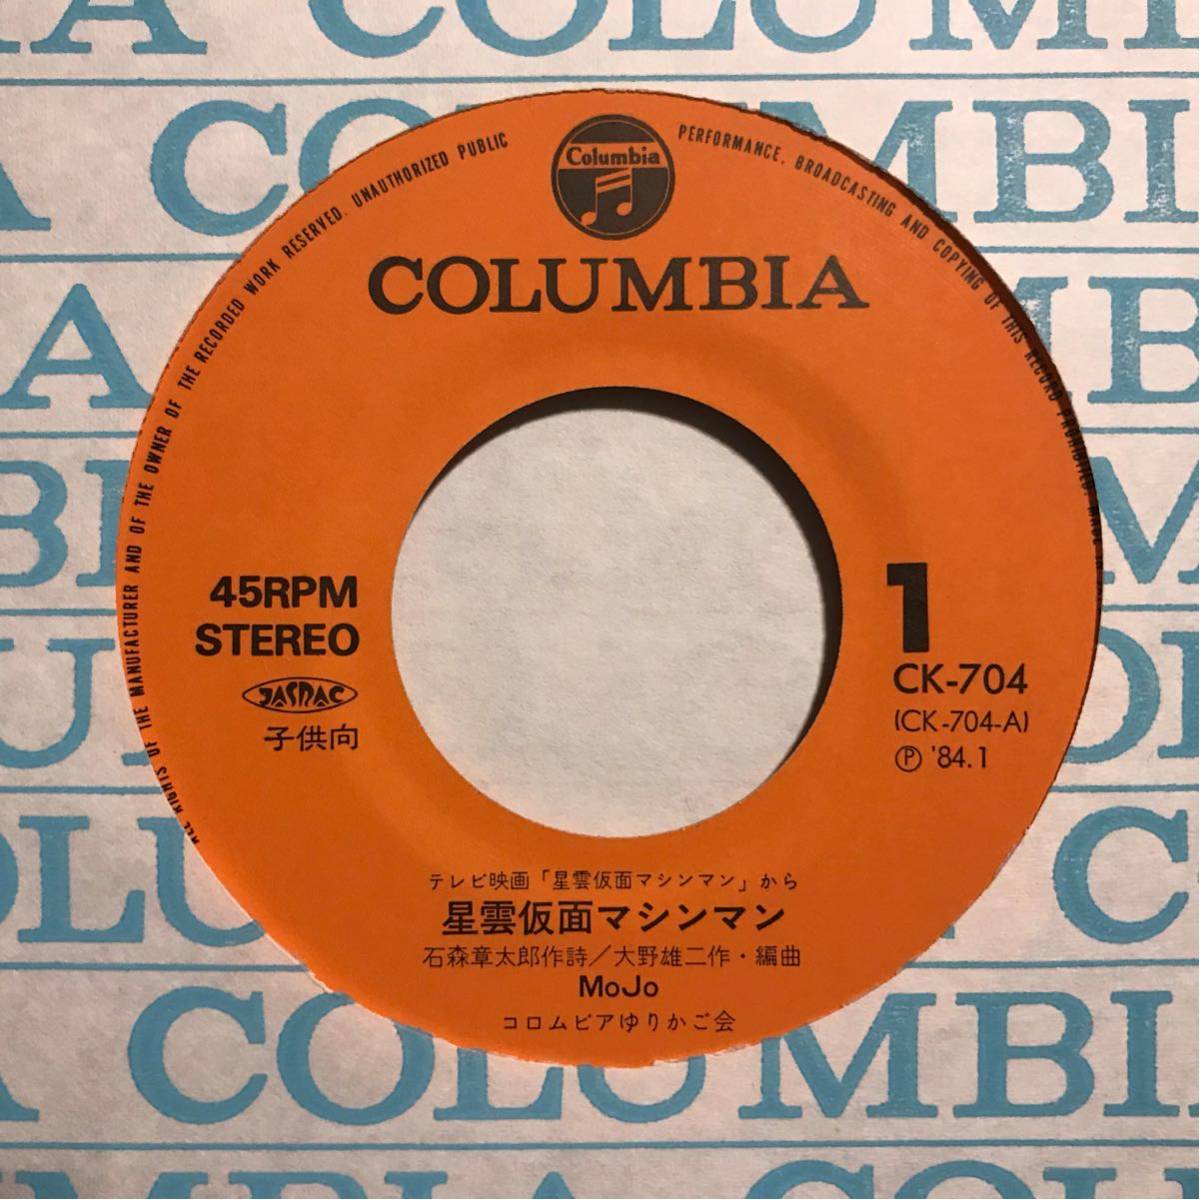 COLUMBIA
ALL RIGHTS OF THE MANUFACTURER AND OF THE OWNER OF THE RECORDED WORK RESERVED. UNAUTHORIZED PUBLIC PERFORMANCE, BROADCASTING AND COPYING OF THIS RECORD PROHIBITED. MADE
Columbia
COLUMBIA
45RPM
STEREO
JASRAC
子供向
1
CK-704
(CK-704-A)
Ⓟ '84.1
テレビ映画「星雲仮面マシンマン」から
星雲仮面マシンマン
石森章太郎作詩／大野雄二作・編曲
MoJo
コロムビアゆりかご会
COLUMBIA